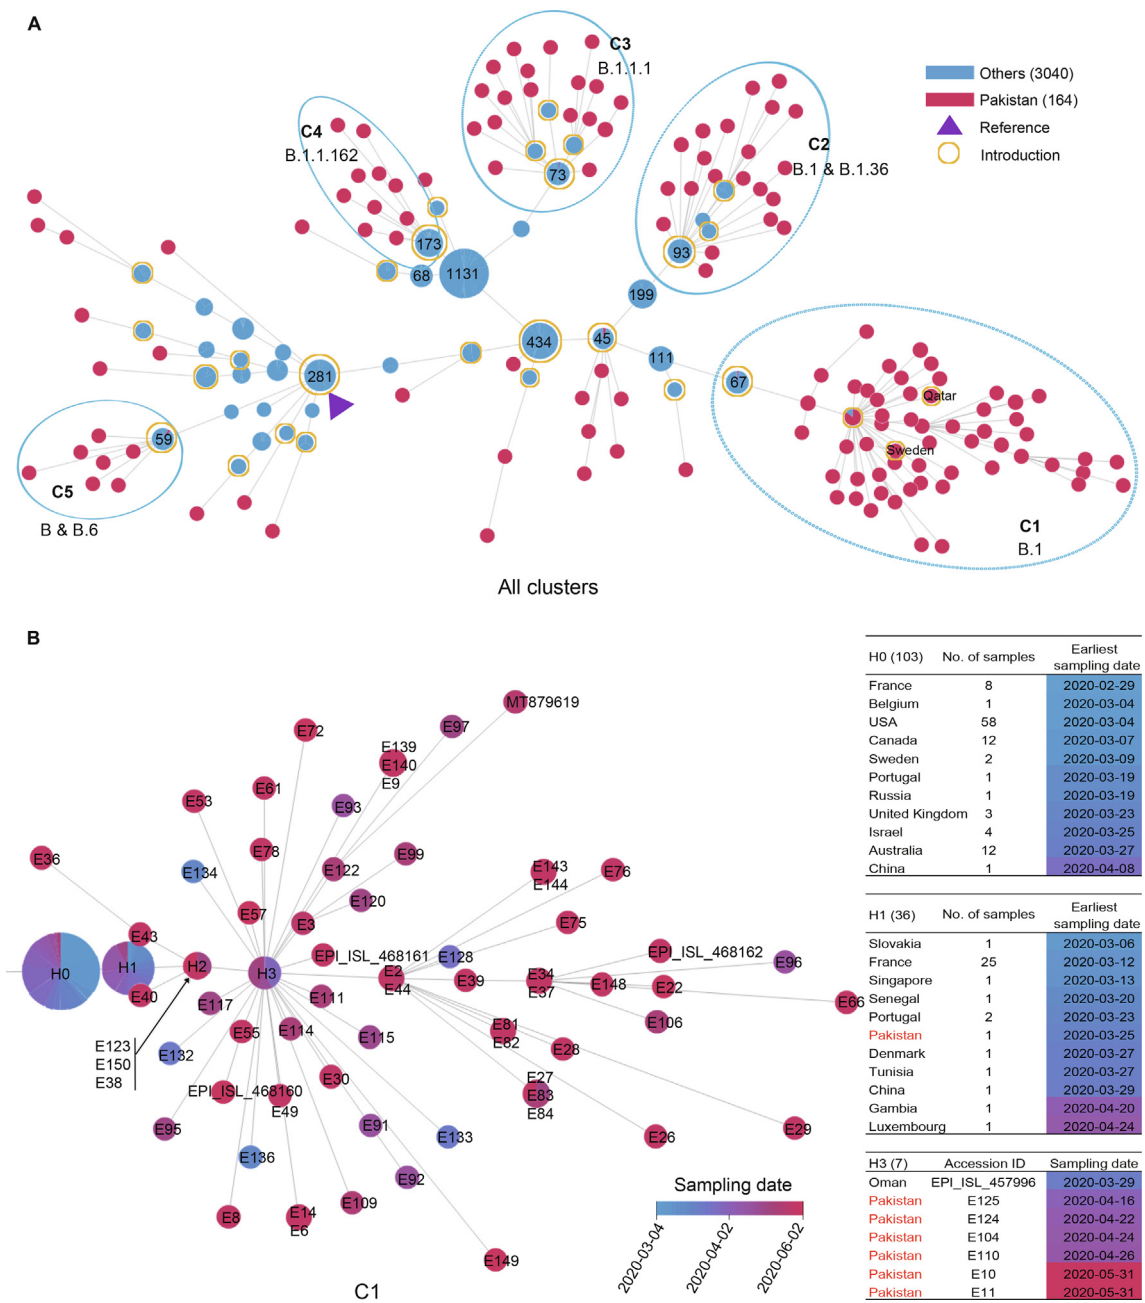 A
C3
B.1.1.1
Others (3040)
Pakistan (164)
Reference
Introduction
C4
B.1.1.162
C2
B.1 & B.1.36
73
173
93
68
1131
199
434
45
111
281
67
Qatar
59
Sweden
C5
B & B.6
C1
B.1
All clusters
B
H0 (103) No. of samples Earliest sampling date
France 8 2020-02-29
Belgium 1 2020-03-04
USA 58 2020-03-04
Canada 12 2020-03-07
Sweden 2 2020-03-09
Portugal 1 2020-03-19
Russia 1 2020-03-19
United Kingdom 3 2020-03-23
Israel 4 2020-03-25
Australia 12 2020-03-27
China 1 2020-04-08
H1 (36) No. of samples Earliest sampling date
Slovakia 1 2020-03-06
France 25 2020-03-12
Singapore 1 2020-03-13
Senegal 1 2020-03-20
Portugal 2 2020-03-23
Pakistan 1 2020-03-25
Denmark 1 2020-03-27
Tunisia 1 2020-03-27
China 1 2020-03-29
Gambia 1 2020-04-20
Luxembourg 1 2020-04-24
H3 (7) Accession ID Sampling date
Oman EPI_ISL_457996 2020-03-29
Pakistan E125 2020-04-16
Pakistan E124 2020-04-22
Pakistan E104 2020-04-24
Pakistan E110 2020-04-26
Pakistan E10 2020-05-31
Pakistan E11 2020-05-31
MT879619
E72
E97
E139
E140
E9
E61
E53
E93
E78
E99
E36
E134
E122
E143
E144
E76
E120
E57
E3
E75
E43
EPI_ISL_468161
E128
EPI_ISL_468162
E96
H0
H1
H2
H3
E2
E44
E39
E34
E37
E148
E22
E40
E117
E111
E66
E106
E55
E114
E115
E81
E82
E123
E150
E38
E132
E28
E30
E27
E83
E84
EPI_ISL_468160
E49
E95
E91
E133
E26
E29
E136
E92
E8
E14
E6
E109
E149
Sampling date
2020-03-04
2020-04-02
2020-06-02
C1